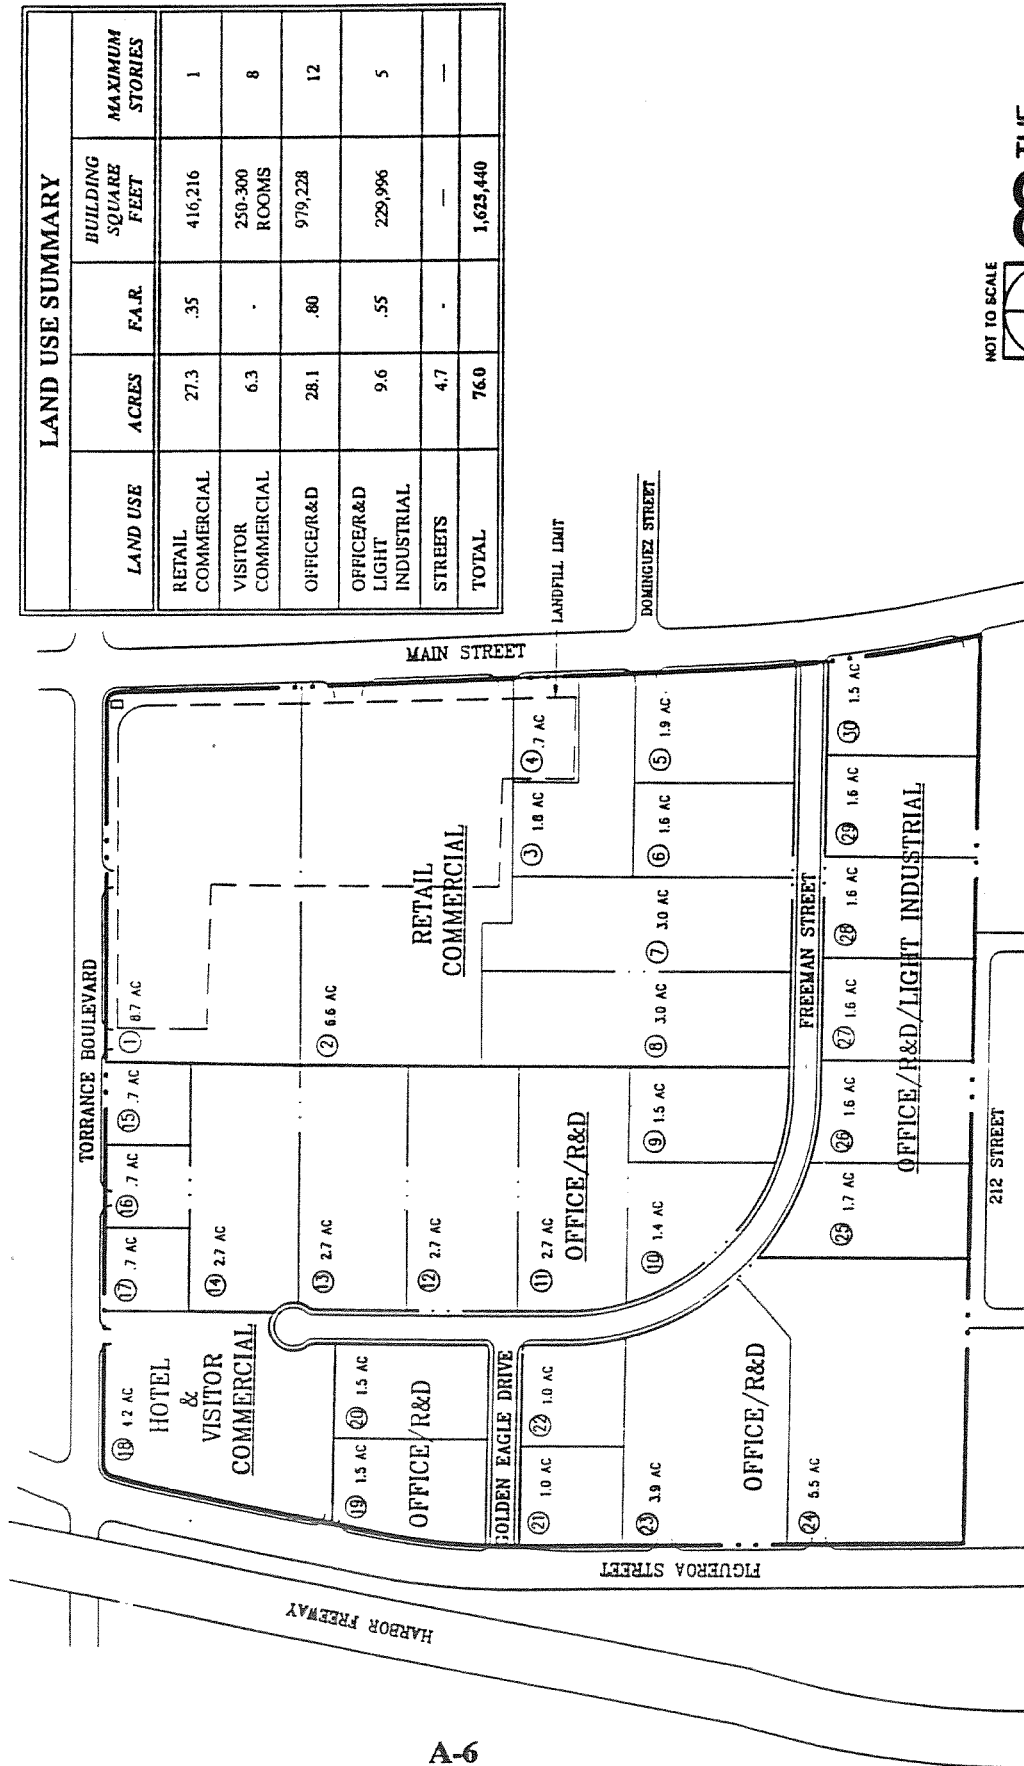 LAND USE SUMMARY
LAND USE ACRES F.A.R. BUILDING SQUARE FEET MAXIMUM STORIES
RETAIL COMMERCIAL 27.3 .35 416,216 1
VISITOR COMMERCIAL 6.3 - 250-300 ROOMS 8
OFFICE/R&D 28.1 .80 979,228 12
OFFICE/R&D LIGHT INDUSTRIAL 9.6 .55 229,996 5
STREETS 4.7 - — —
TOTAL 76.0 1,625,440
TORRANCE BOULEVARD
MAIN STREET
LANDFILL LIMIT
DOMINGUEZ STREET
18 4.2 AC
HOTEL
&
VISITOR
COMMERCIAL
17 .7 AC
16 .7 AC
15 .7 AC
1 8.7 AC
14 2.7 AC
13 2.7 AC
2 6.6 AC
12 2.7 AC
RETAIL
COMMERCIAL
19 1.5 AC
20 1.5 AC
OFFICE/R&D
GOLDEN EAGLE DRIVE
11 2.7 AC
OFFICE/R&D
3 1.8 AC
4 .7 AC
21 1.0 AC
22 1.0 AC
10 1.4 AC
9 1.5 AC
8 3.0 AC
7 3.0 AC
6 1.6 AC
5 1.9 AC
23 3.9 AC
OFFICE/R&D
24 5.5 AC
FREEMAN STREET
25 1.7 AC
26 1.6 AC
27 1.6 AC
28 1.6 AC
29 1.6 AC
30 1.5 AC
OFFICE/R&D/LIGHT INDUSTRIAL
212 STREET
FIGUEROA STREET
HARBOR FREEWAY
NOT TO SCALE
THE
A-6